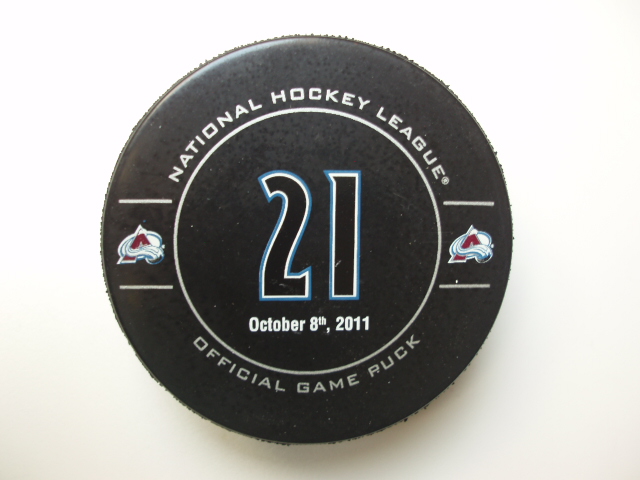 NATIONAL HOCKEY LEAGUE®
21
October 8th, 2011
OFFICIAL GAME PUCK